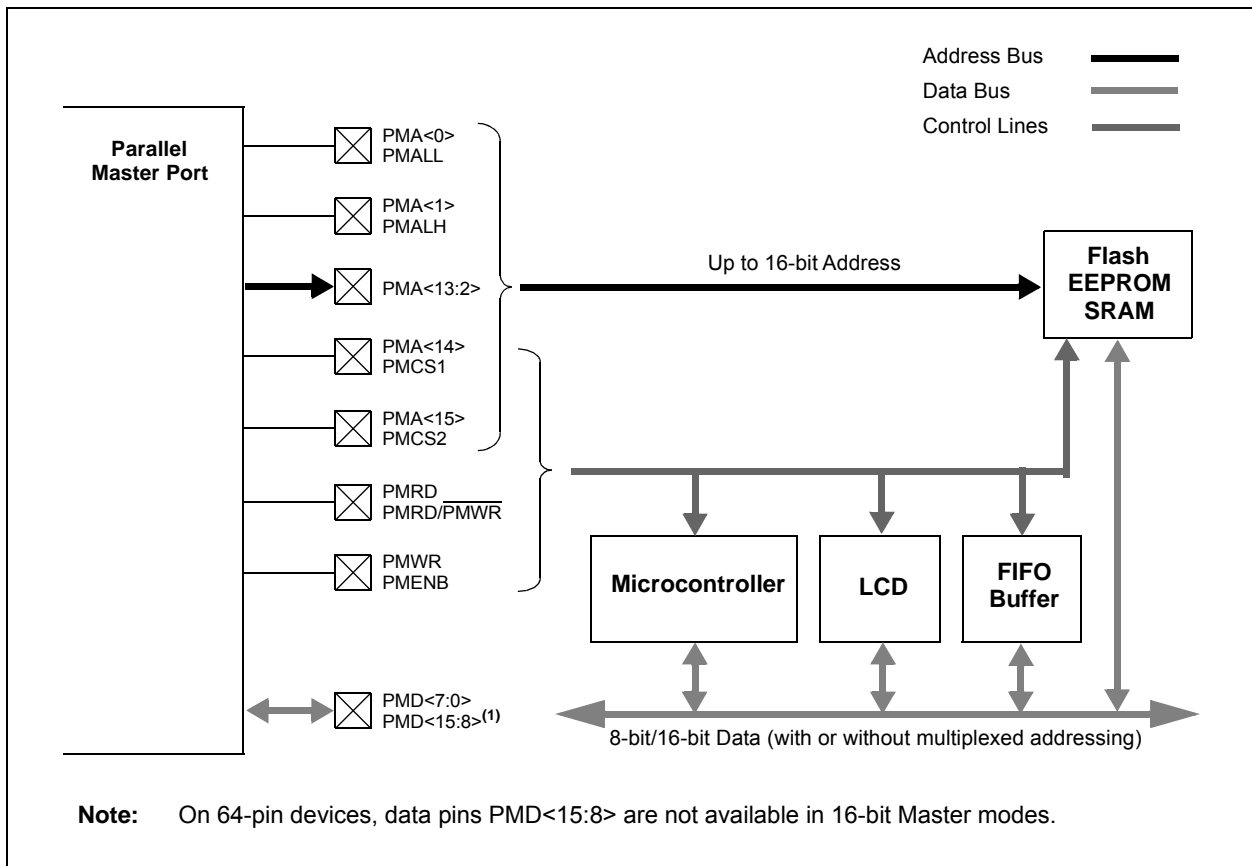 Address Bus
Data Bus
Control Lines
Parallel
Master Port
PMA<0>
PMALL
PMA<1>
PMALH
PMA<13:2>
PMA<14>
PMCS1
PMA<15>
PMCS2
PMRD
PMRD/PMWR
PMWR
PMENB
PMD<7:0>
PMD<15:8>(1)
Up to 16-bit Address
Flash
EEPROM
SRAM
Microcontroller
LCD
FIFO
Buffer
8-bit/16-bit Data (with or without multiplexed addressing)
Note: On 64-pin devices, data pins PMD<15:8> are not available in 16-bit Master modes.